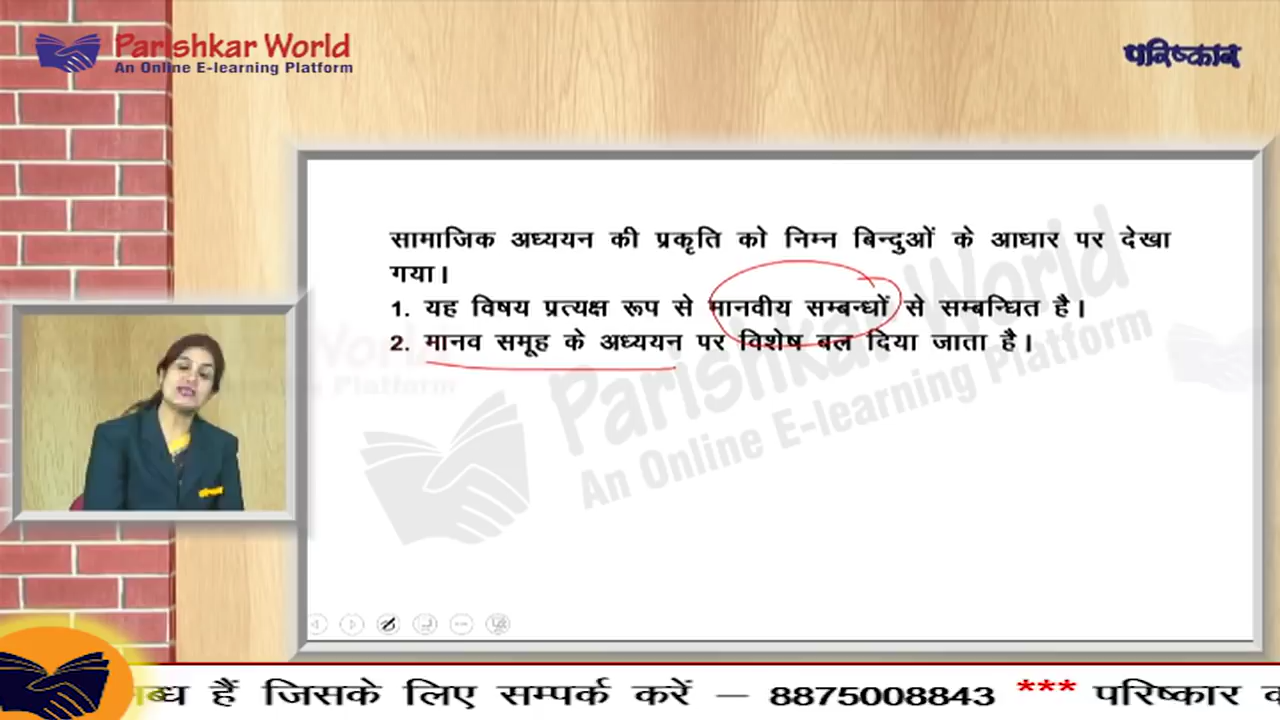 Parishkar World
An Online E-learning Platform
परिष्कार
सामाजिक अध्ययन की प्रकृति को निम्न बिन्दुओं के आधार पर देखा
गया।
1. यह विषय प्रत्यक्ष रूप से मानवीय सम्बन्धों से सम्बन्धित है।
2. मानव समूह के अध्ययन पर विशेष बल दिया जाता है।
Parishkar World
An Online E-learning Platform
हैं जिसके लिए सम्पर्क करें – 8875008843 *** परिष्कार